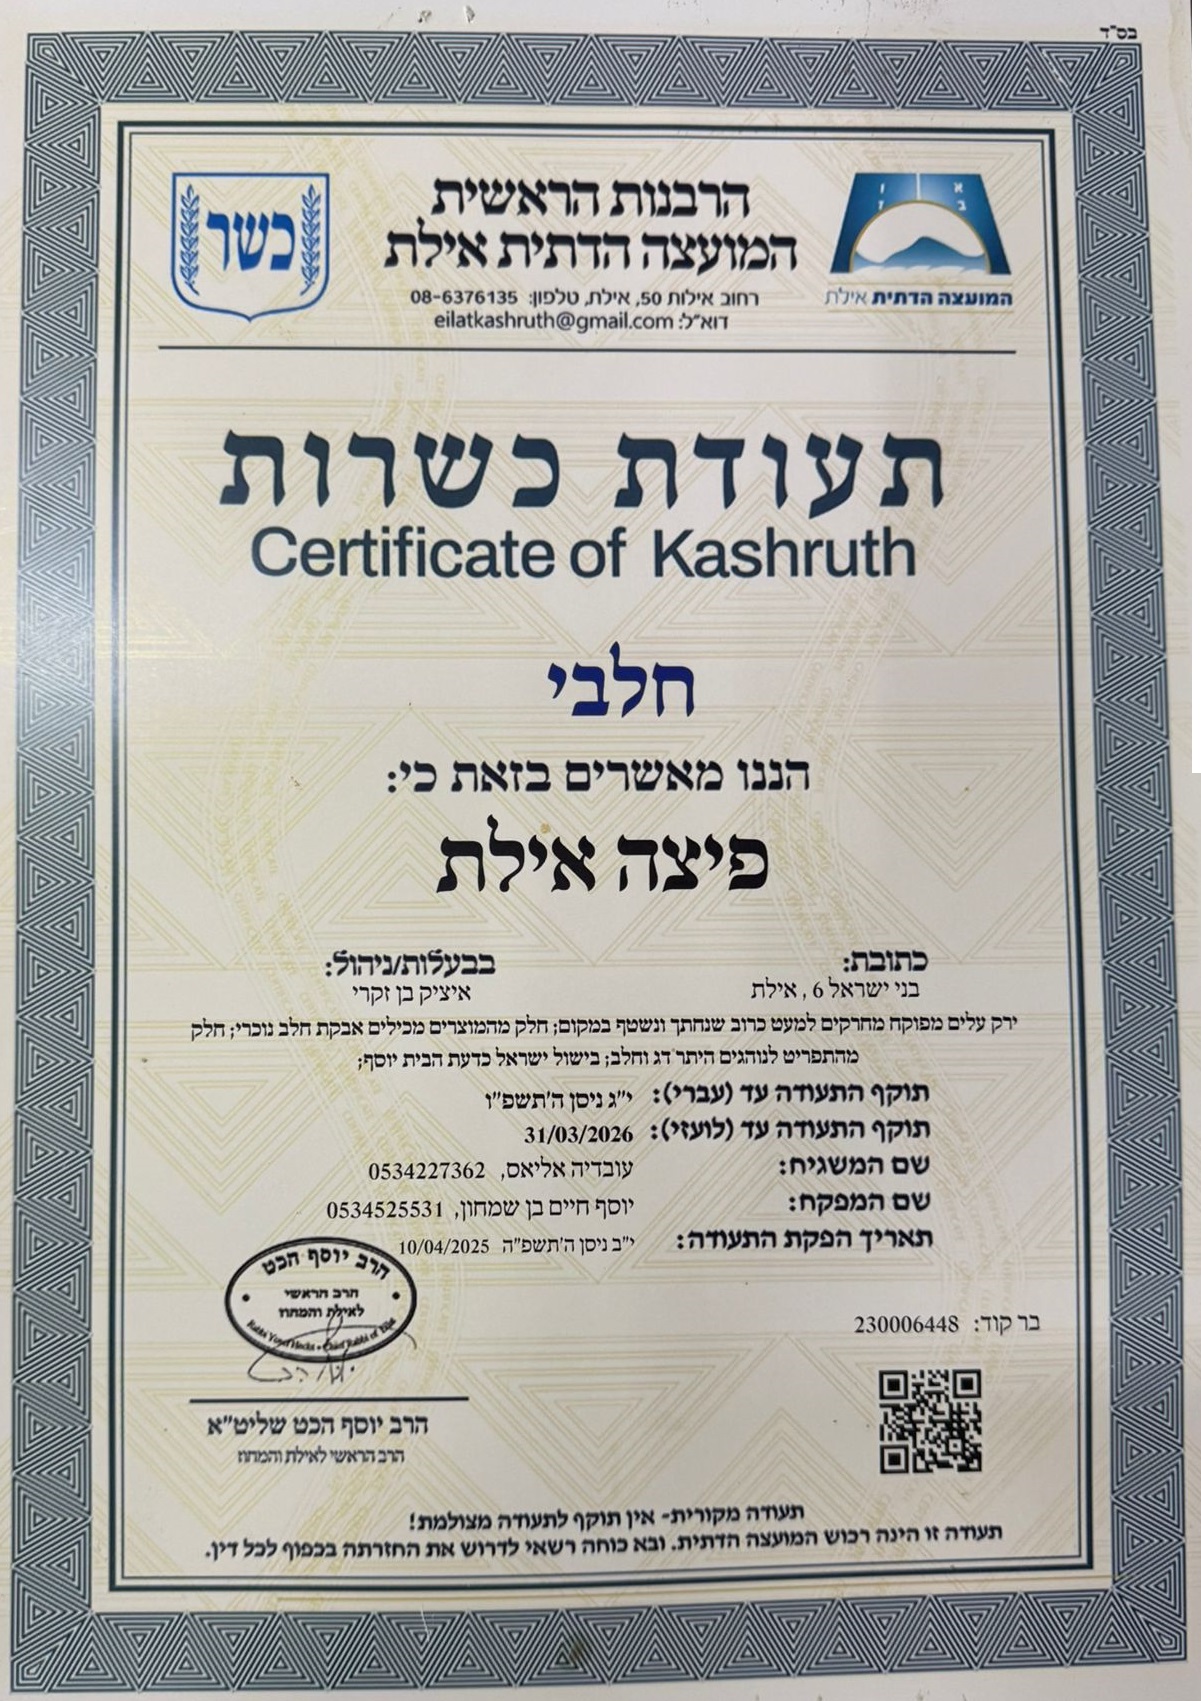 בס"ד
הרבנות הראשית
המועצה הדתית אילת
רחוב אילות 50, אילת, טלפון: 08-6376135
דוא"ל: eilatkashruth@gmail.com
כשר
א
ב
ו
ז
המועצה הדתית אילת
תעודת כשרות
Certificate of Kashruth
חלבי
הננו מאשרים בזאת כי:
פיצה אילת
כתובת:
בני ישראל 6, אילת
בבעלות/ניהול:
איציק בן זקרי
ירק עלים מפוקח מחרקים למעט כרוב שנחתך ונשטף במקום; חלק מהמוצרים מכילים אבקת חלב נוכרי; חלק
מהתפריט לנוהגים היתר דג וחלב; בישול ישראל כדעת הבית יוסף;
תוקף התעודה עד (עברי): י"ג ניסן ה'תשפ"ו
תוקף התעודה עד (לועזי): 31/03/2026
שם המשגיח: עובדיה אליאס, 0534227362
שם המפקח: יוסף חיים בן שמחון, 0534525531
תאריך הפקת התעודה: י"ב ניסן ה'תשפ"ה 10/04/2025
הרב יוסף הכט
הרב הראשי
לאילת והמחוז
Rabbi Yosef Hecht - Chief Rabbi of Eilat
בר קוד: 230006448
הרב יוסף הכט שליט"א
הרב הראשי לאילת והמחוז
תעודה מקורית- אין תוקף לתעודה מצולמת!
תעודה זו הינה רכוש המועצה הדתית. ובא כוחה רשאי לדרוש את החזרתה בכפוף לכל דין.